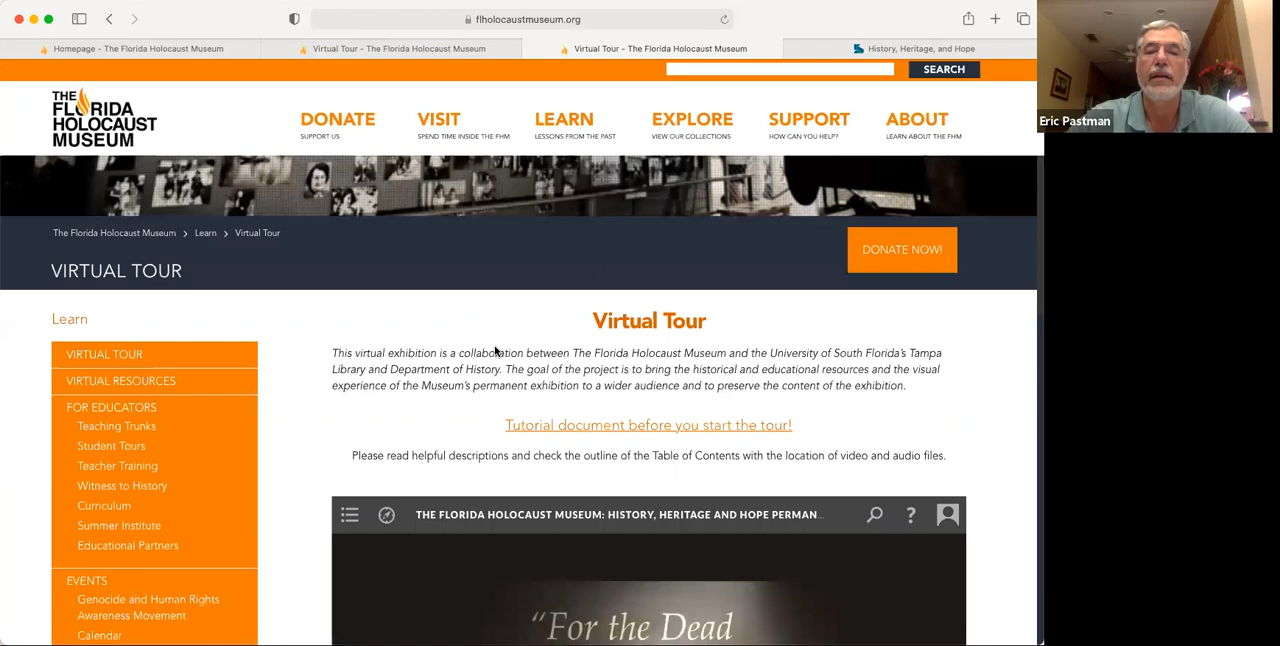 flholocaustmuseum.org
Homepage – The Florida Holocaust Museum
Virtual Tour – The Florida Holocaust Museum
Virtual Tour – The Florida Holocaust Museum
History, Heritage, and Hope
SEARCH
THE
FLORIDA
HOLOCAUST
MUSEUM
DONATE
SUPPORT US
VISIT
SPEND TIME INSIDE THE FHM
LEARN
LESSONS FROM THE PAST
EXPLORE
VIEW OUR COLLECTIONS
SUPPORT
HOW CAN YOU HELP?
ABOUT
LEARN ABOUT THE FHM
Eric Pastman
The Florida Holocaust Museum > Learn > Virtual Tour
VIRTUAL TOUR
DONATE NOW!
Learn
VIRTUAL TOUR
VIRTUAL RESOURCES
FOR EDUCATORS
Teaching Trunks
Student Tours
Teacher Training
Witness to History
Curriculum
Summer Institute
Educational Partners
EVENTS
Genocide and Human Rights
Awareness Movement
Calendar
Virtual Tour
This virtual exhibition is a collaboration between The Florida Holocaust Museum and the University of South Florida's Tampa
Library and Department of History. The goal of the project is to bring the historical and educational resources and the visual
experience of the Museum's permanent exhibition to a wider audience and to preserve the content of the exhibition.
Tutorial document before you start the tour!
Please read helpful descriptions and check the outline of the Table of Contents with the location of video and audio files.
THE FLORIDA HOLOCAUST MUSEUM: HISTORY, HERITAGE AND HOPE PERMAN...
"For the Dead